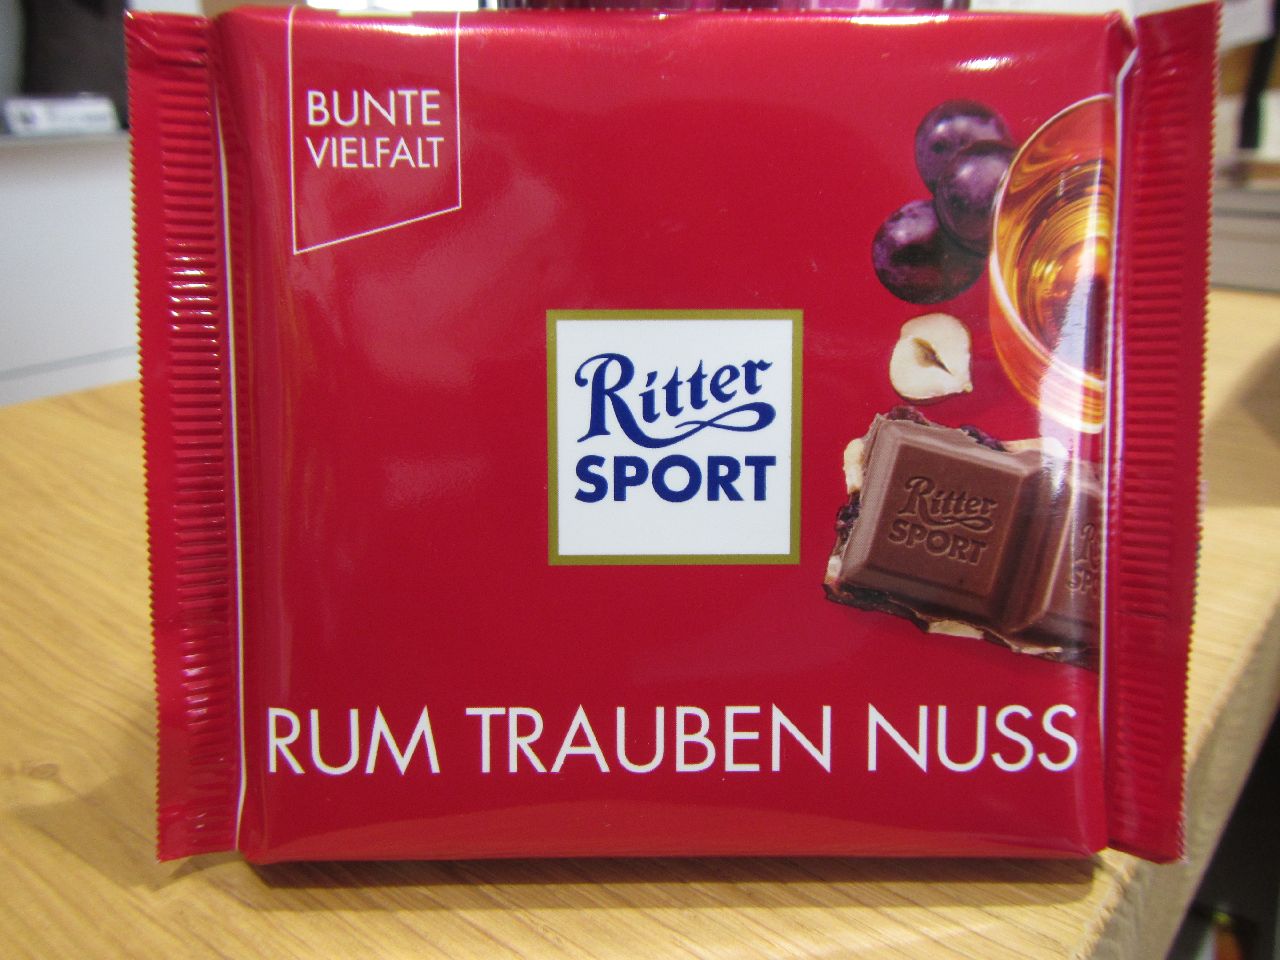 BUNTE
VIELFALT
Ritter
SPORT
Ritter
SPORT
RUM TRAUBEN NUSS